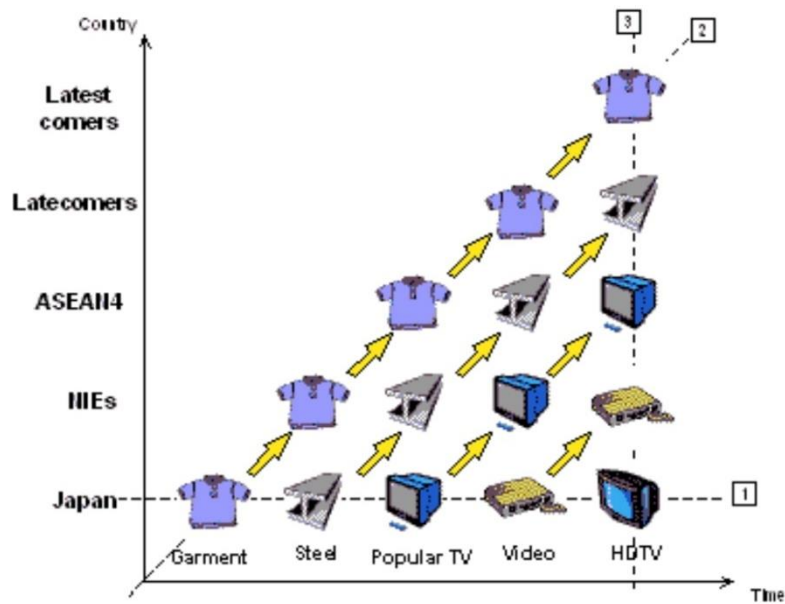 Country
3
2
Latest
comers
Latecomers
ASEAN4
NIEs
Japan
1
Garment
Steel
Popular TV
Video
HDTV
Time